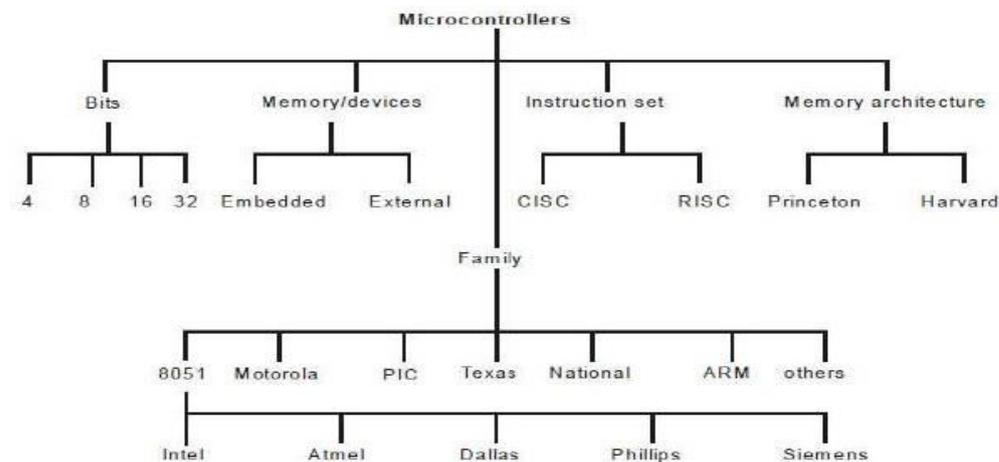 Microcontrollers
Bits Memory/devices Instruction set Memory architecture
4 8 16 32 Embedded External CISC RISC Princeton Harvard
Family
8051 Motorola PIC Texas National ARM others
Intel Atmel Dallas Phillips Siemens